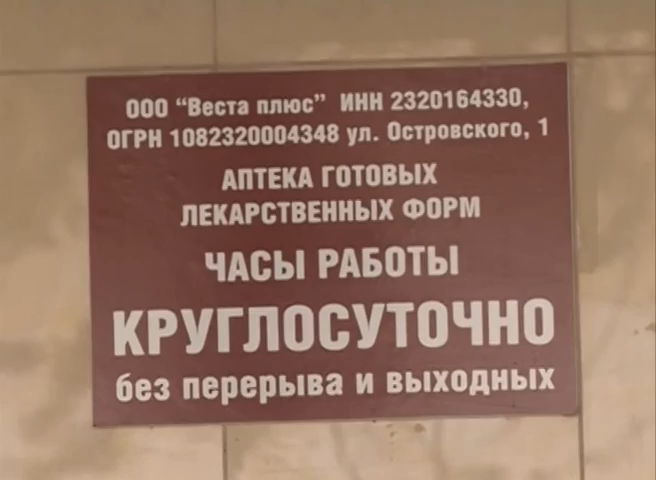 ООО "Веста плюс" ИНН 2320164330,
ОГРН 1082320004348 ул. Островского, 1
АПТЕКА ГОТОВЫХ
ЛЕКАРСТВЕННЫХ ФОРМ
ЧАСЫ РАБОТЫ
КРУГЛОСУТОЧНО
без перерыва и выходных